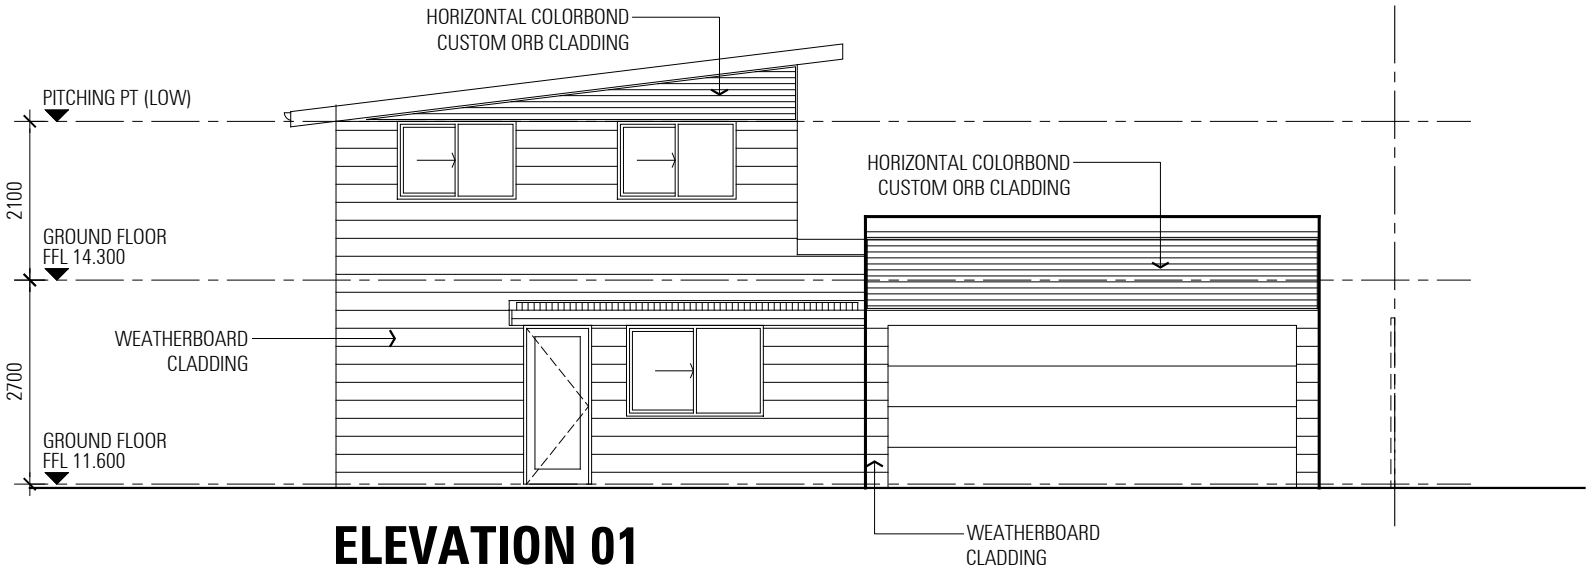 HORIZONTAL COLORBOND
CUSTOM ORB CLADDING
PITCHING PT (LOW)
HORIZONTAL COLORBOND
CUSTOM ORB CLADDING
2100
GROUND FLOOR
FFL 14.300
WEATHERBOARD
CLADDING
2700
GROUND FLOOR
FFL 11.600
ELEVATION 01
WEATHERBOARD
CLADDING